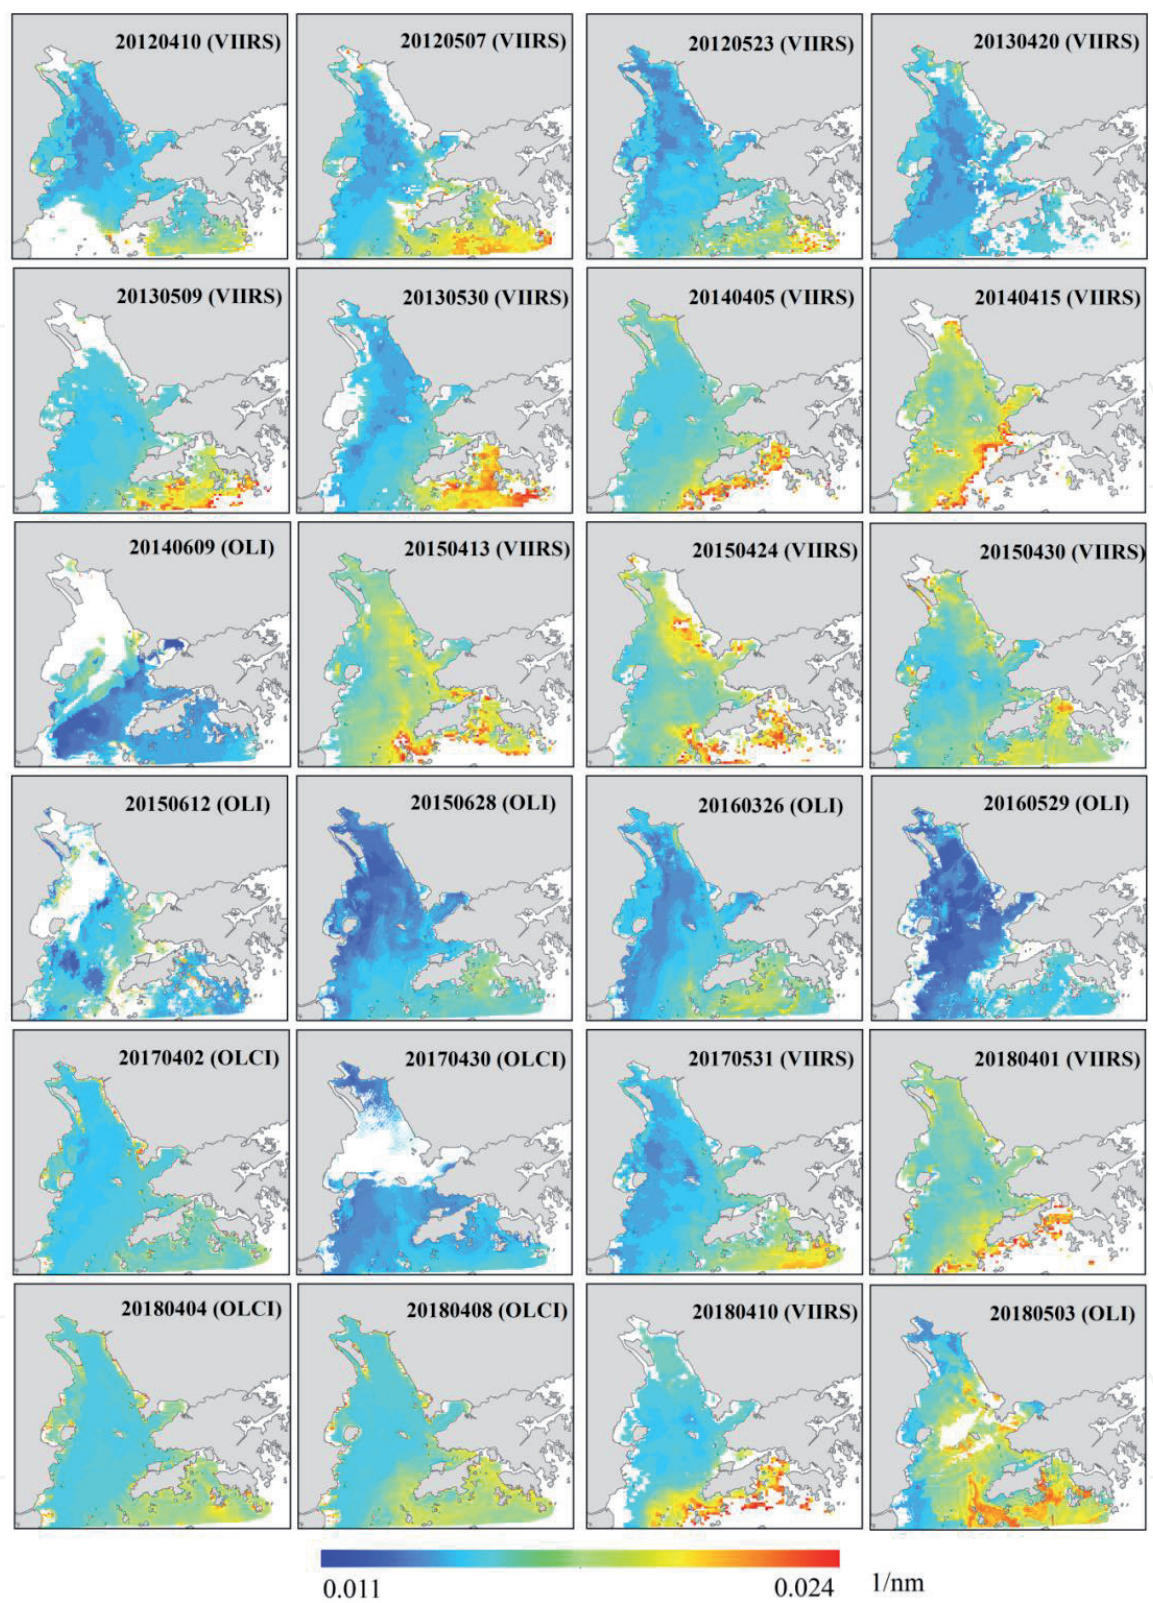 20120410 (VIIRS)
20120507 (VIIRS)
20120523 (VIIRS)
20130420 (VIIRS)
20130509 (VIIRS)
20130530 (VIIRS)
20140405 (VIIRS)
20140415 (VIIRS)
20140609 (OLI)
20150413 (VIIRS)
20150424 (VIIRS)
20150430 (VIIRS)
20150612 (OLI)
20150628 (OLI)
20160326 (OLI)
20160529 (OLI)
20170402 (OLCI)
20170430 (OLCI)
20170531 (VIIRS)
20180401 (VIIRS)
20180404 (OLCI)
20180408 (OLCI)
20180410 (VIIRS)
20180503 (OLI)
0.011
0.024
1/nm